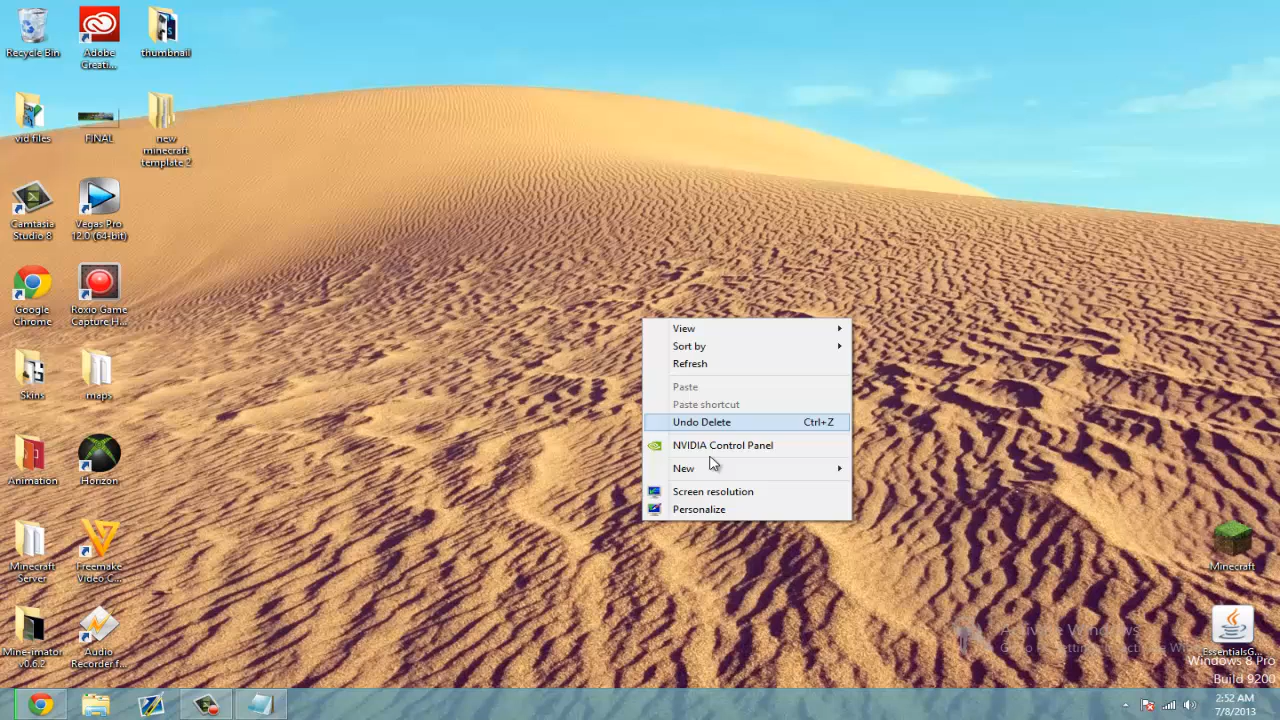 Recycle Bin
Adobe
Creati...
thumbnail
vid files
FINAL
new
minecraft
template 2
Camtasia
Studio 8
Vegas Pro
12.0 (64-bit)
Google
Chrome
Roxio Game
Capture H...
Skins
maps
Animation
Horizon
Minecraft
Server
Freemake
Video C...
Mine-imator
v0.6.2
Audio
Recorder f...
View
Sort by
Refresh
Paste
Paste shortcut
Undo Delete Ctrl+Z
NVIDIA Control Panel
New
Screen resolution
Personalize
Minecraft
Activate Windows
Go to PC settings to activate
EssentialsG...
Windows 8 Pro
Build 9200
2:52 AM
7/8/2013